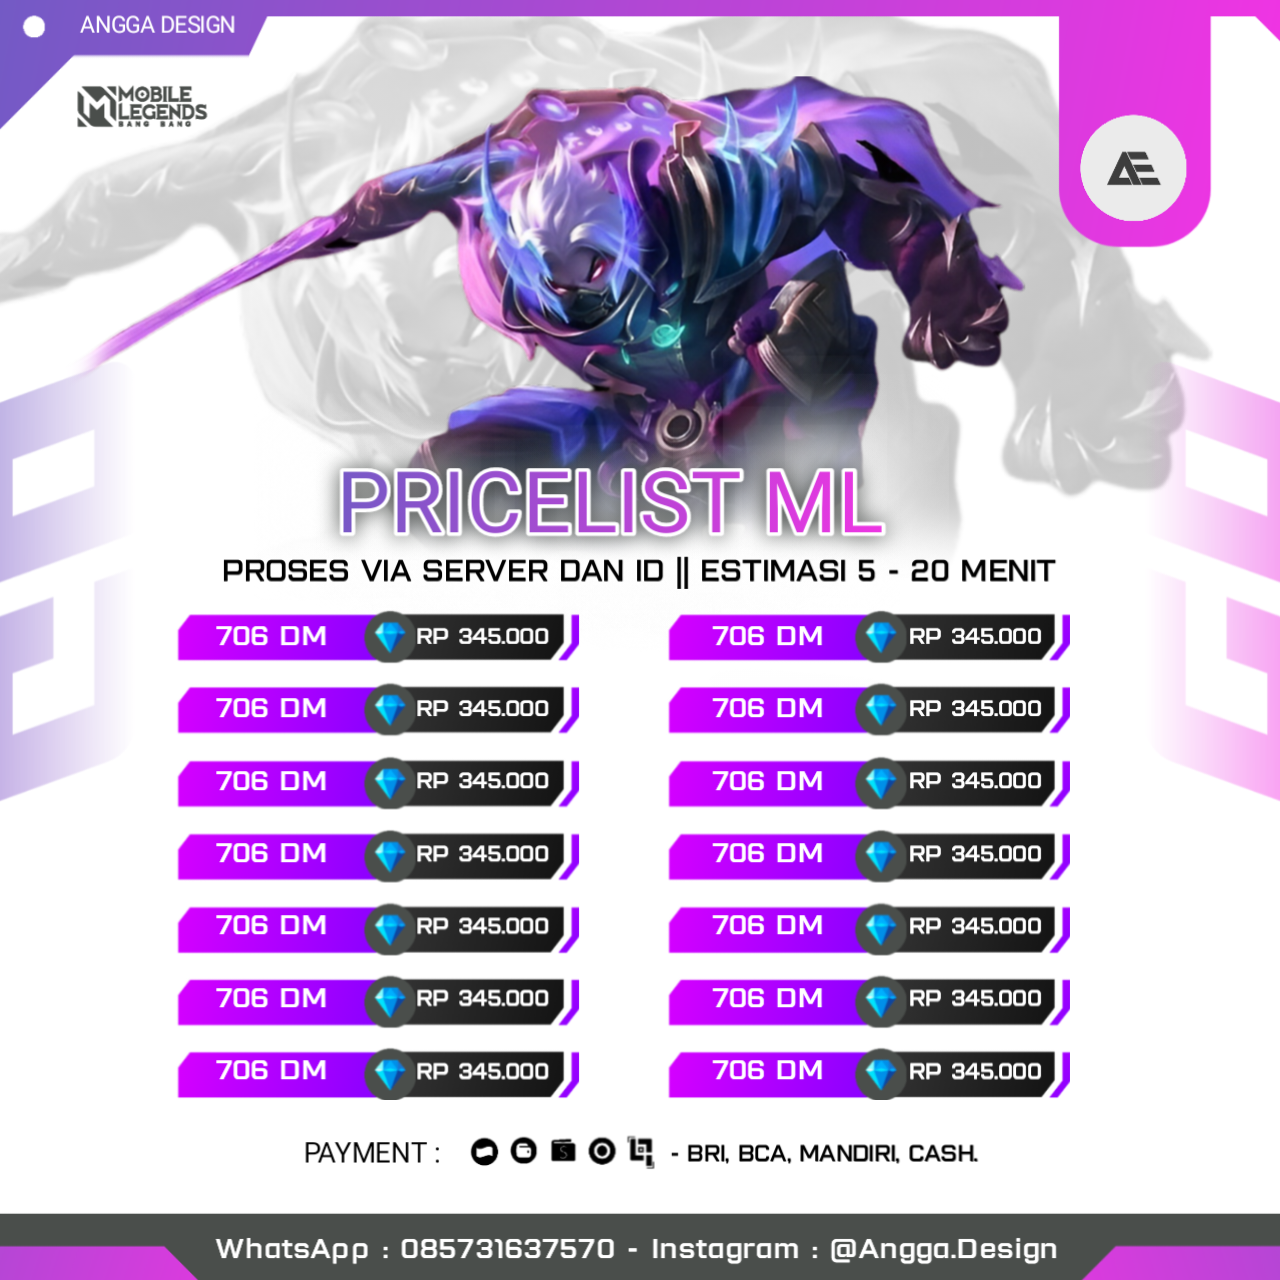 ANGGA DESIGN
MOBILE
LEGENDS
BANG BANG
AE
PRICELIST ML
PROSES VIA SERVER DAN ID || ESTIMASI 5 - 20 MENIT
706 DM RP 345.000 706 DM RP 345.000
706 DM RP 345.000 706 DM RP 345.000
706 DM RP 345.000 706 DM RP 345.000
706 DM RP 345.000 706 DM RP 345.000
706 DM RP 345.000 706 DM RP 345.000
706 DM RP 345.000 706 DM RP 345.000
706 DM RP 345.000 706 DM RP 345.000
PAYMENT : - BRI, BCA, MANDIRI, CASH.
WhatsApp : 085731637570 - Instagram : @Angga.Design